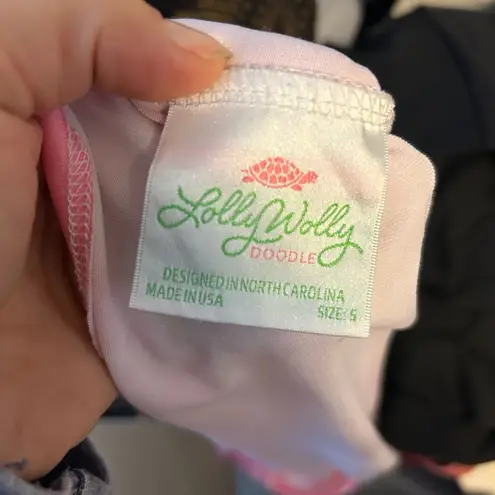 Lolly Wolly
DOODLE
DESIGNED IN NORTH CAROLINA
MADE IN USA
SIZE: 5